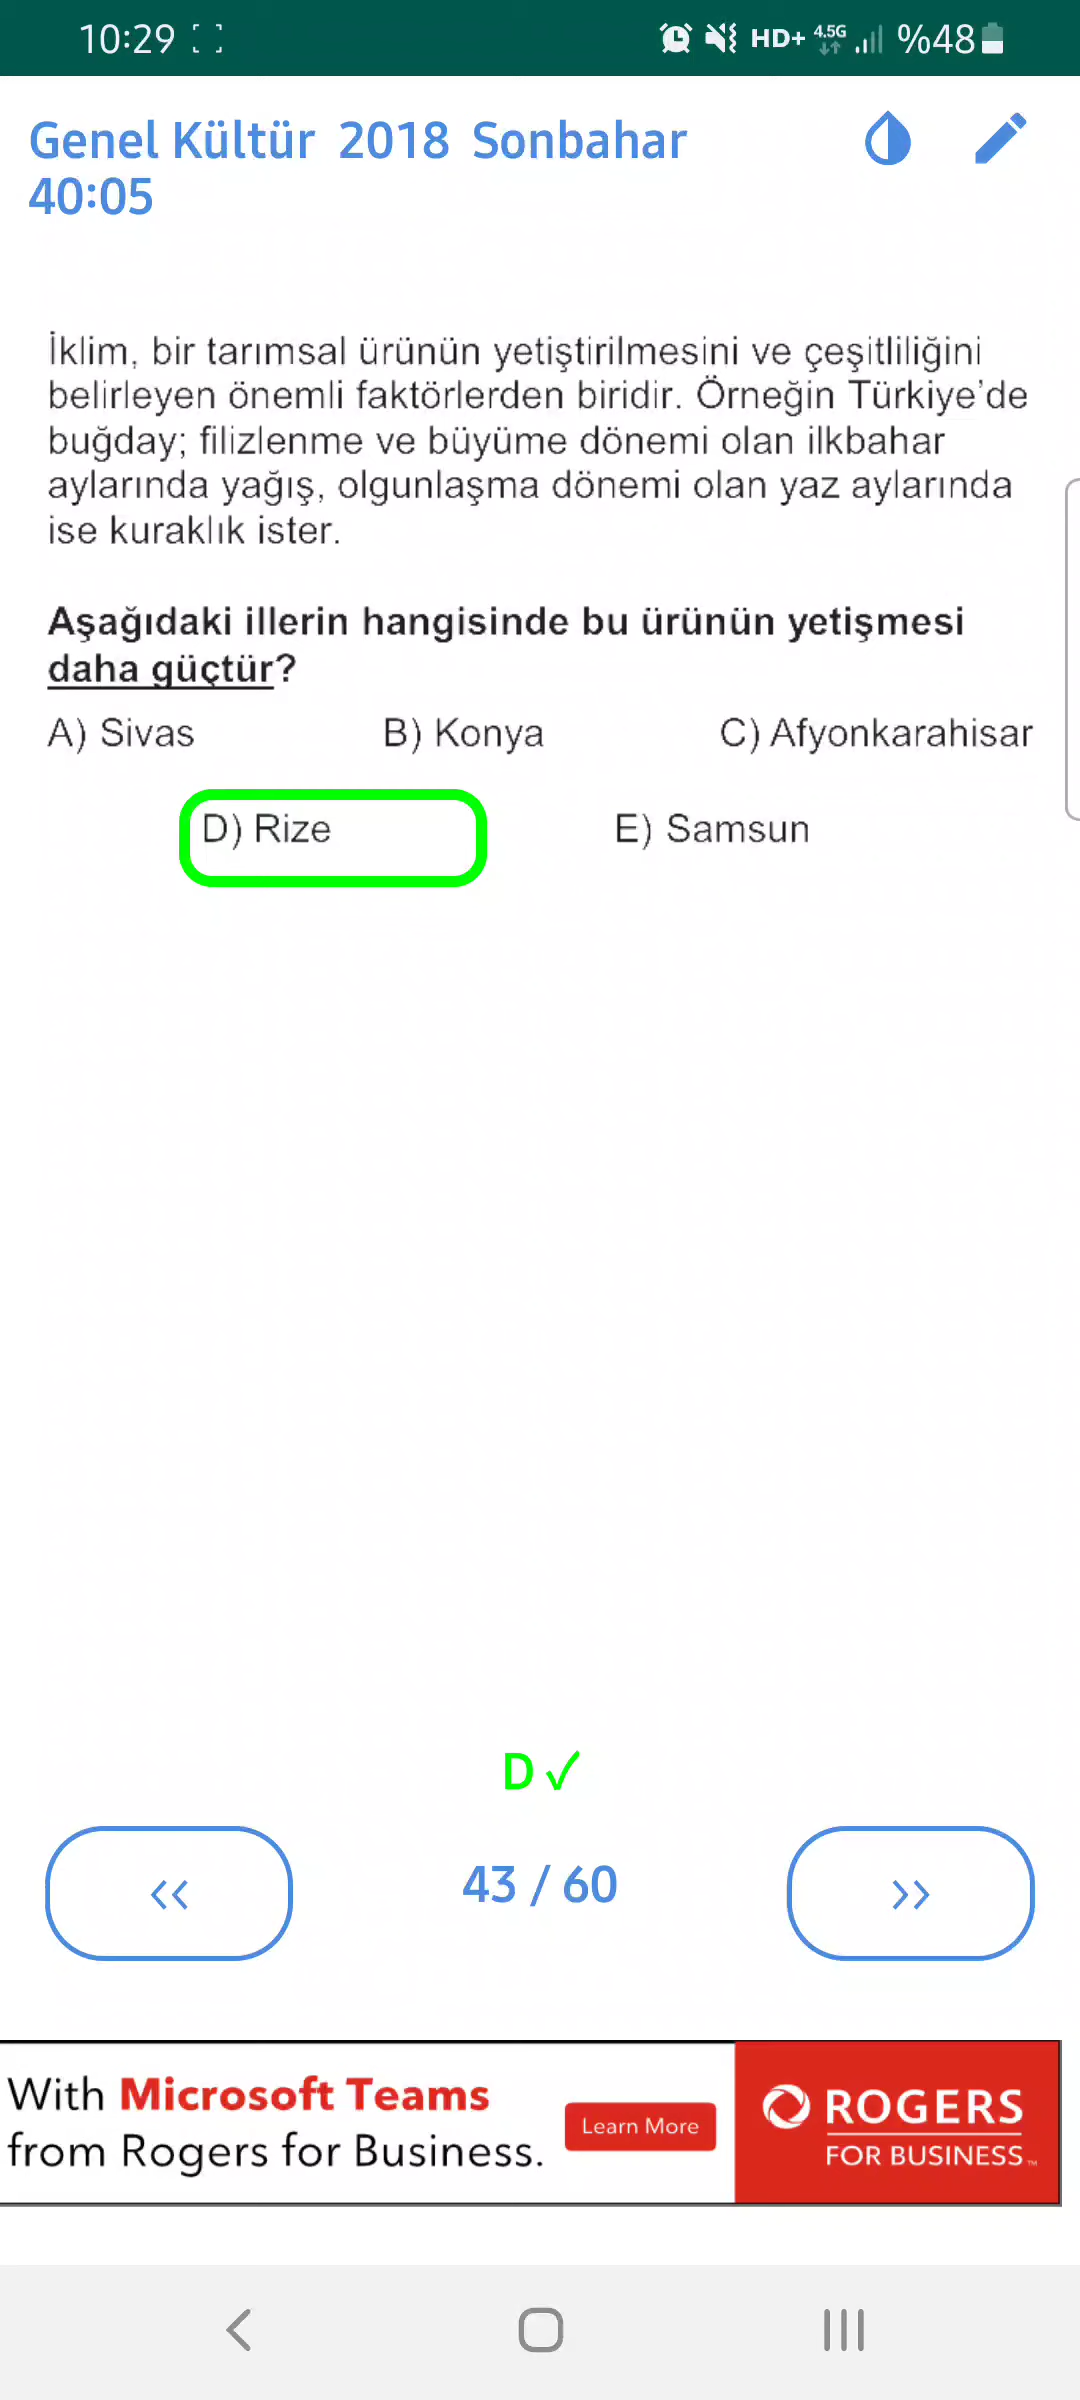 10:29
HD+ 4.5G %48
Genel Kültür 2018 Sonbahar
40:05
İklim, bir tarımsal ürünün yetiştirilmesini ve çeşitliliğini
belirleyen önemli faktörlerden biridir. Örneğin Türkiye'de
buğday; filizlenme ve büyüme dönemi olan ilkbahar
aylarında yağış, olgunlaşma dönemi olan yaz aylarında
ise kuraklık ister.
Aşağıdaki illerin hangisinde bu ürünün yetişmesi
daha güçtür?
A) Sivas B) Konya C) Afyonkarahisar
D) Rize E) Samsun
D ✓
<< 43 / 60 >>
With Microsoft Teams
from Rogers for Business.
Learn More
ROGERS
FOR BUSINESS™